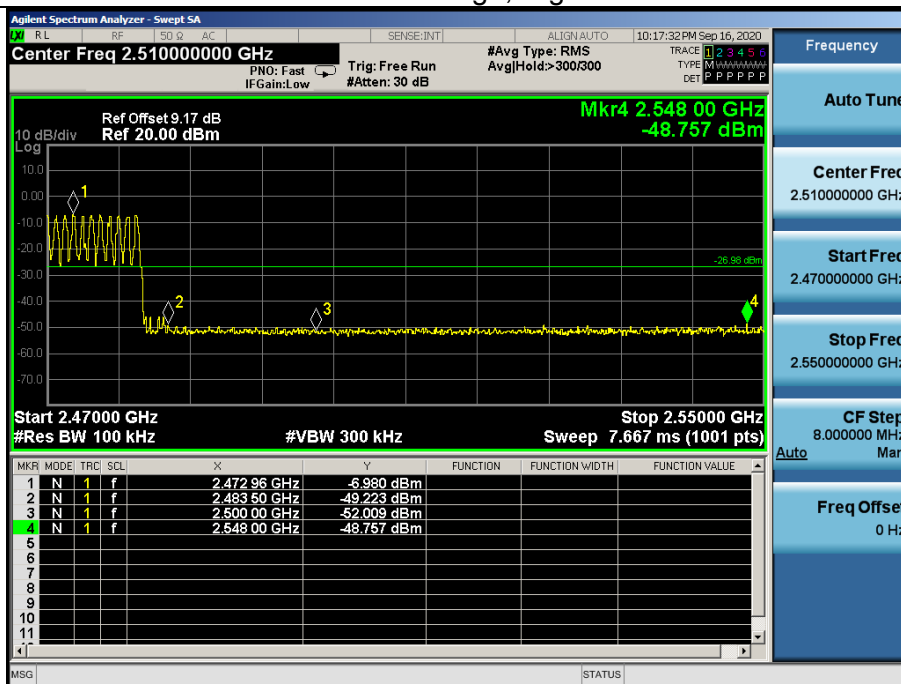 Agilent Spectrum Analyzer - Swept SA
LXI RL RF 50 Ω AC SENSE:INT ALIGN AUTO 10:17:32 PM Sep 16, 2020
Center Freq 2.510000000 GHz
PNO: Fast
IFGain:Low
Trig: Free Run
#Atten: 30 dB
#Avg Type: RMS
Avg|Hold:>300/300
TRACE 1 2 3 4 5 6
TYPE M WWWWW
DET P P P P P P
Frequency
Auto Tune
Center Freq
2.510000000 GHz
Start Freq
2.470000000 GHz
Stop Freq
2.550000000 GHz
CF Step
8.000000 MHz
Auto Man
Freq Offset
0 Hz
Mkr4 2.548 00 GHz
-48.757 dBm
Ref Offset 9.17 dB
10 dB/div Ref 20.00 dBm
Log
10.0
0.00
-10.0
-20.0
-30.0
-40.0
-50.0
-60.0
-70.0
1
2
3
4
-26.98 dBm
Start 2.47000 GHz Stop 2.55000 GHz
#Res BW 100 kHz #VBW 300 kHz Sweep 7.667 ms (1001 pts)
MKR MODE TRC SCL X Y FUNCTION FUNCTION WIDTH FUNCTION VALUE
1 N 1 f 2.472 96 GHz -6.980 dBm
2 N 1 f 2.483 50 GHz -49.223 dBm
3 N 1 f 2.500 00 GHz -52.009 dBm
4 N 1 f 2.548 00 GHz -48.757 dBm
5
6
7
8
9
10
11
MSG STATUS